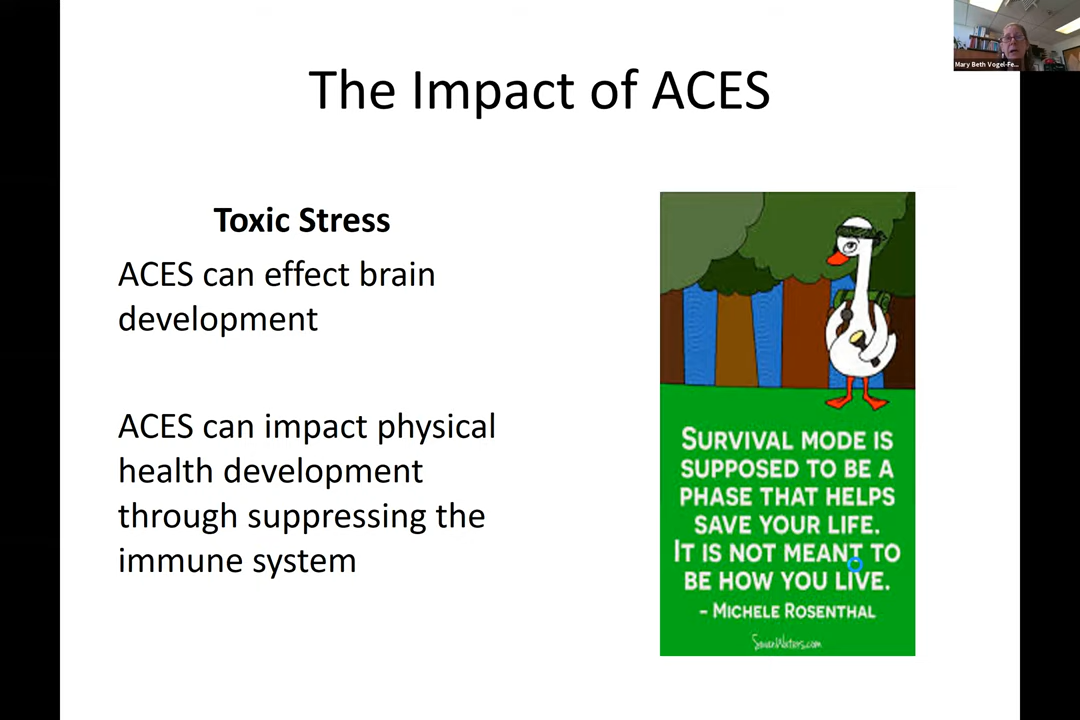 The Impact of ACES
Mary Beth Vogel-Fe...
Toxic Stress
ACES can effect brain
development
ACES can impact physical
health development
through suppressing the
immune system
SURVIVAL MODE IS
SUPPOSED TO BE A
PHASE THAT HELPS
SAVE YOUR LIFE.
IT IS NOT MEANT TO
BE HOW YOU LIVE.
- MICHELE ROSENTHAL